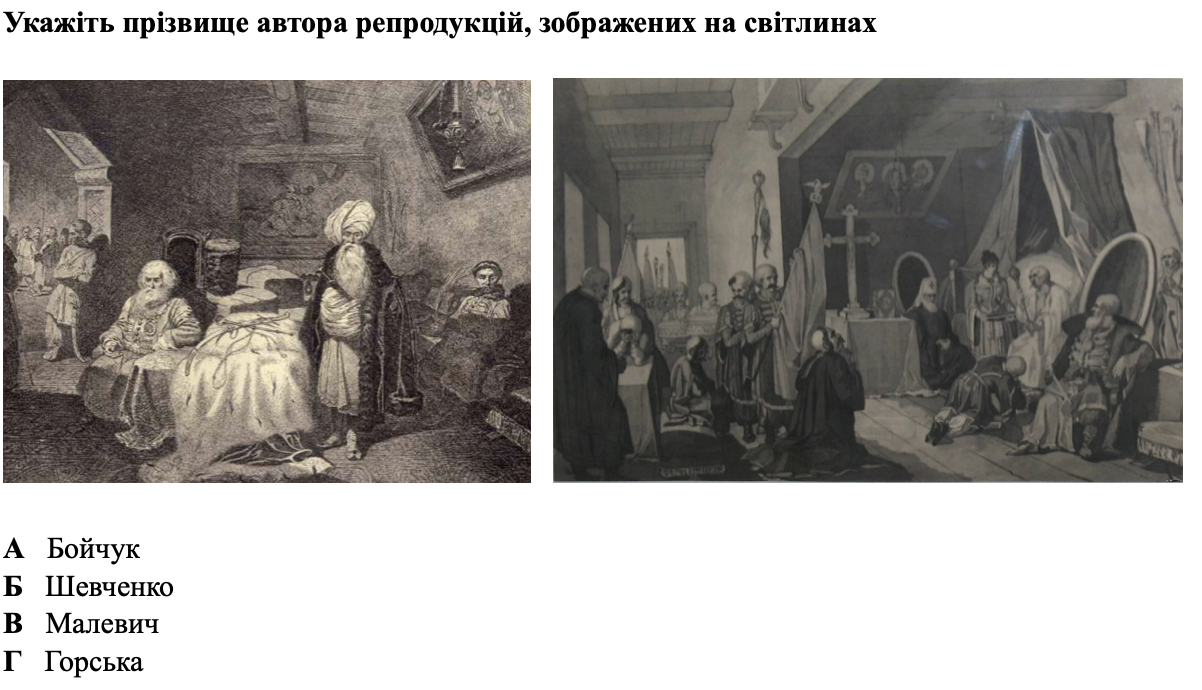 Укажіть прізвище автора репродукцій, зображених на світлинах
А Бойчук
Б Шевченко
В Малевич
Г Горська